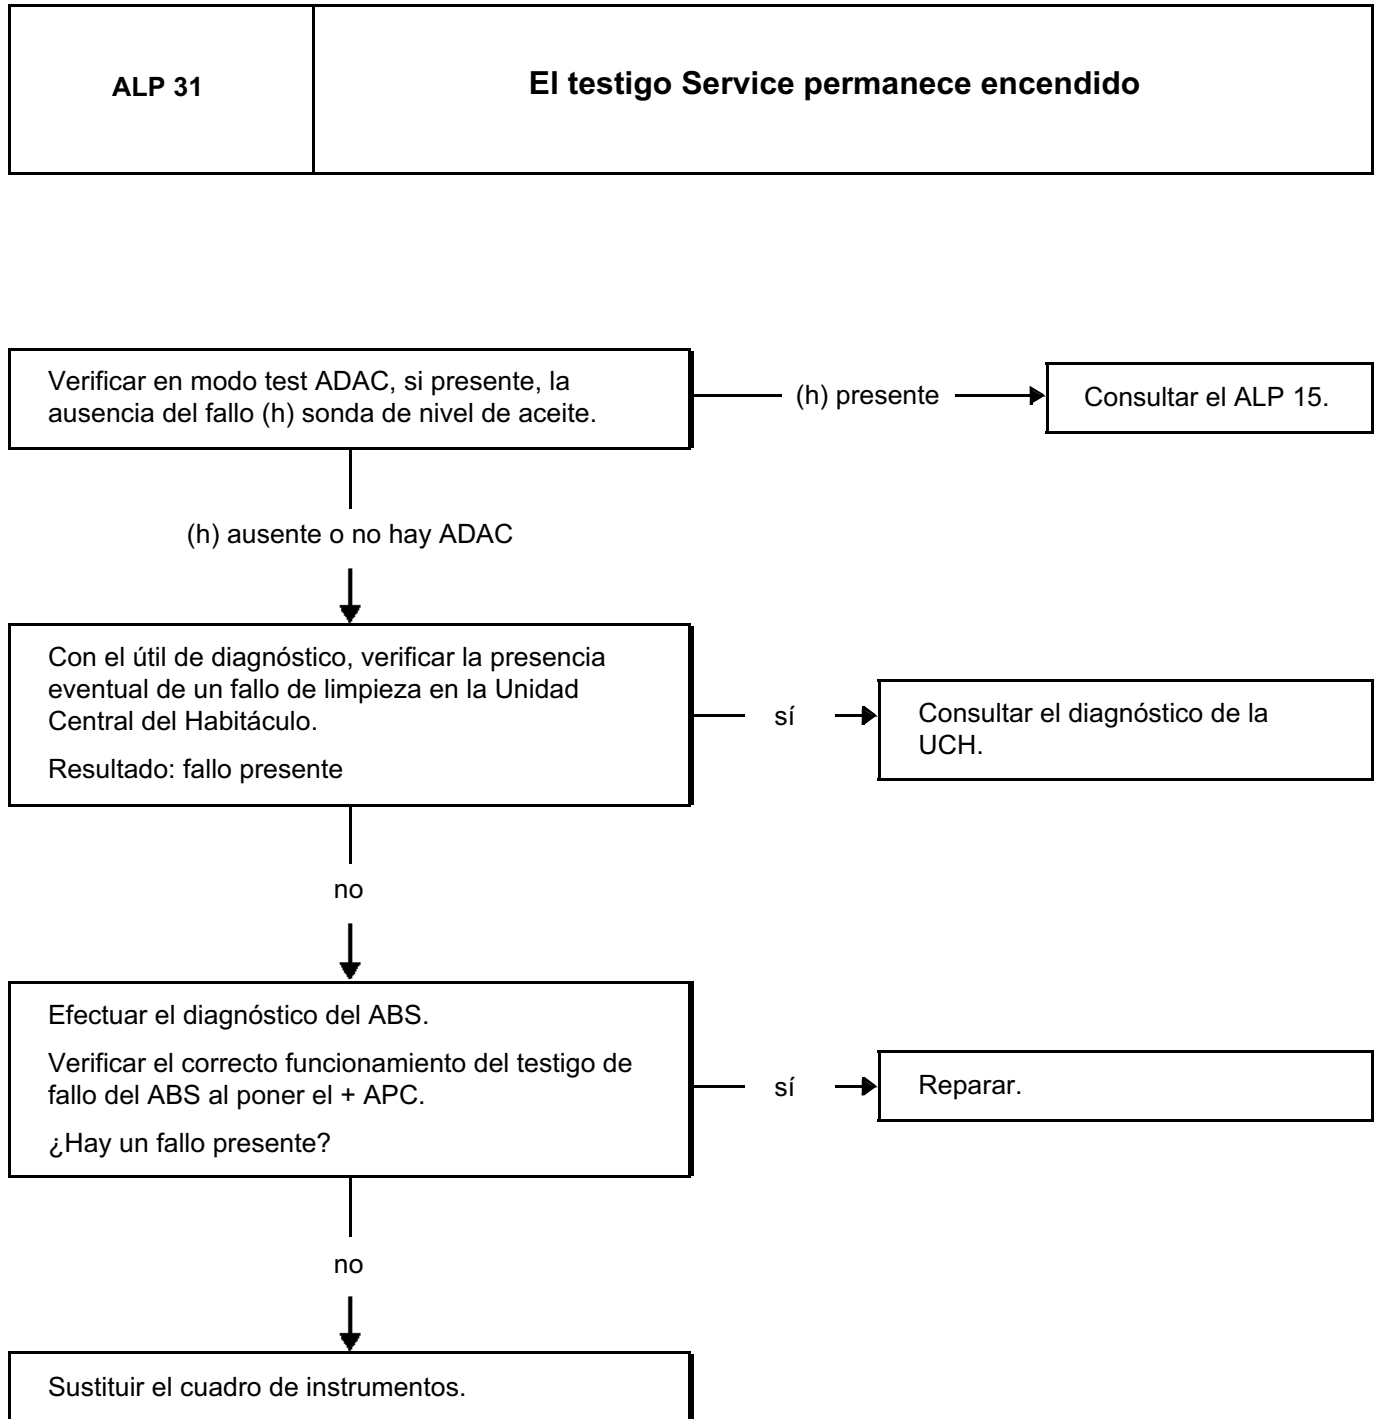 ALP 31
El testigo Service permanece encendido
Verificar en modo test ADAC, si presente, la
ausencia del fallo (h) sonda de nivel de aceite.
(h) presente
Consultar el ALP 15.
(h) ausente o no hay ADAC
Con el útil de diagnóstico, verificar la presencia
eventual de un fallo de limpieza en la Unidad
Central del Habitáculo.
Resultado: fallo presente
sí
Consultar el diagnóstico de la
UCH.
no
Efectuar el diagnóstico del ABS.
Verificar el correcto funcionamiento del testigo de
fallo del ABS al poner el + APC.
¿Hay un fallo presente?
sí
Reparar.
no
Sustituir el cuadro de instrumentos.